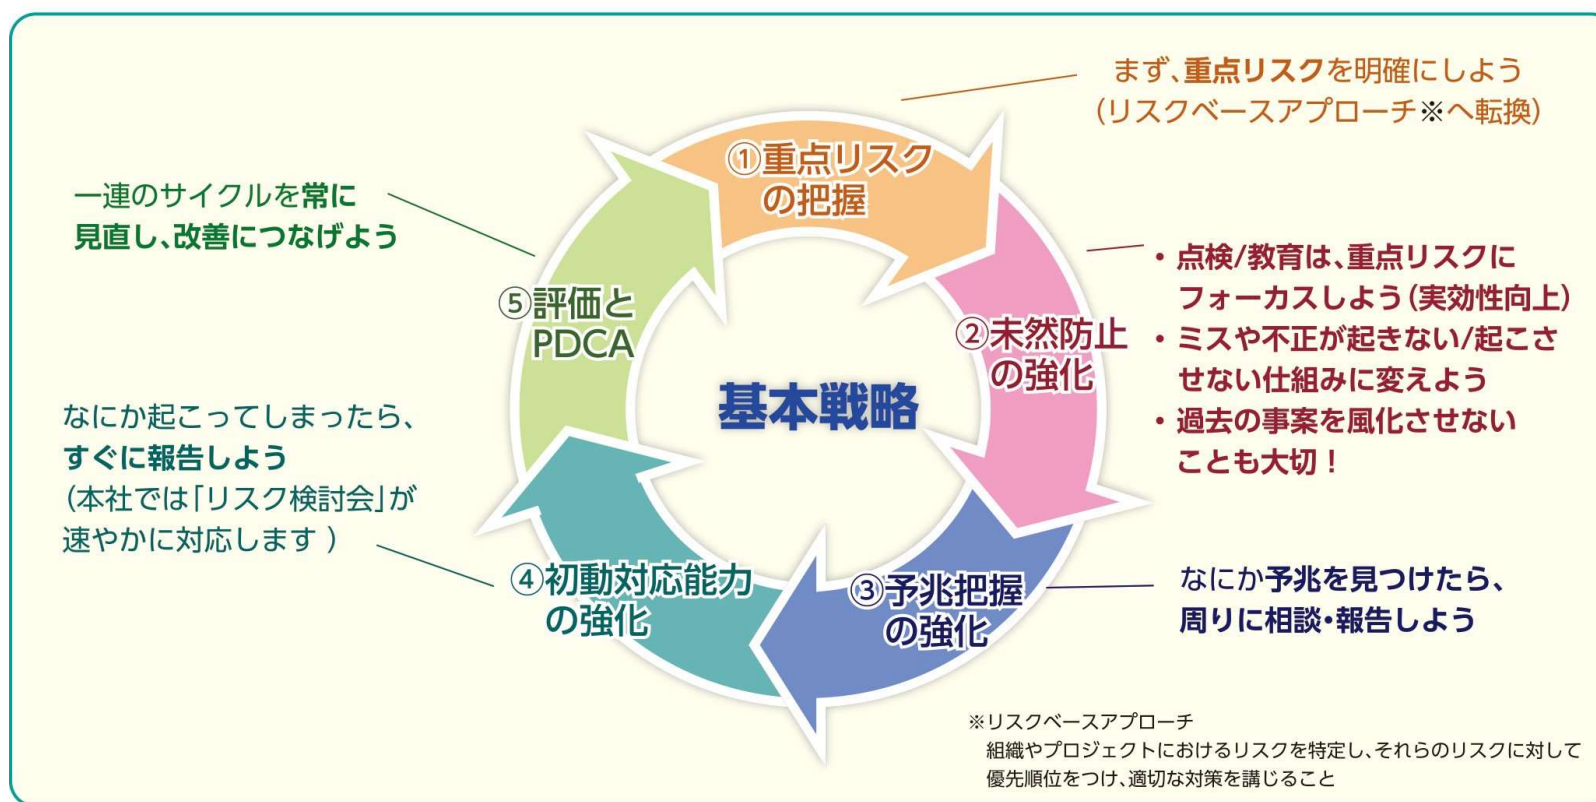 まず、重点リスクを明確にしよう
(リスクベースアプローチ※へ転換)
①重点リスク
の把握
・点検/教育は、重点リスクに
フォーカスしよう(実効性向上)
・ミスや不正が起きない/起こさ
せない仕組みに変えよう
・過去の事案を風化させない
ことも大切!
②未然防止
の強化
なにか予兆を見つけたら、
周りに相談・報告しよう
③予兆把握
の強化
なにか起こってしまったら、
すぐに報告しよう
(本社では「リスク検討会」が
速やかに対応します )
④初動対応能力
の強化
一連のサイクルを常に
見直し、改善につなげよう
⑤評価と
PDCA
基本戦略
※リスクベースアプローチ
組織やプロジェクトにおけるリスクを特定し、それらのリスクに対して
優先順位をつけ、適切な対策を講じること